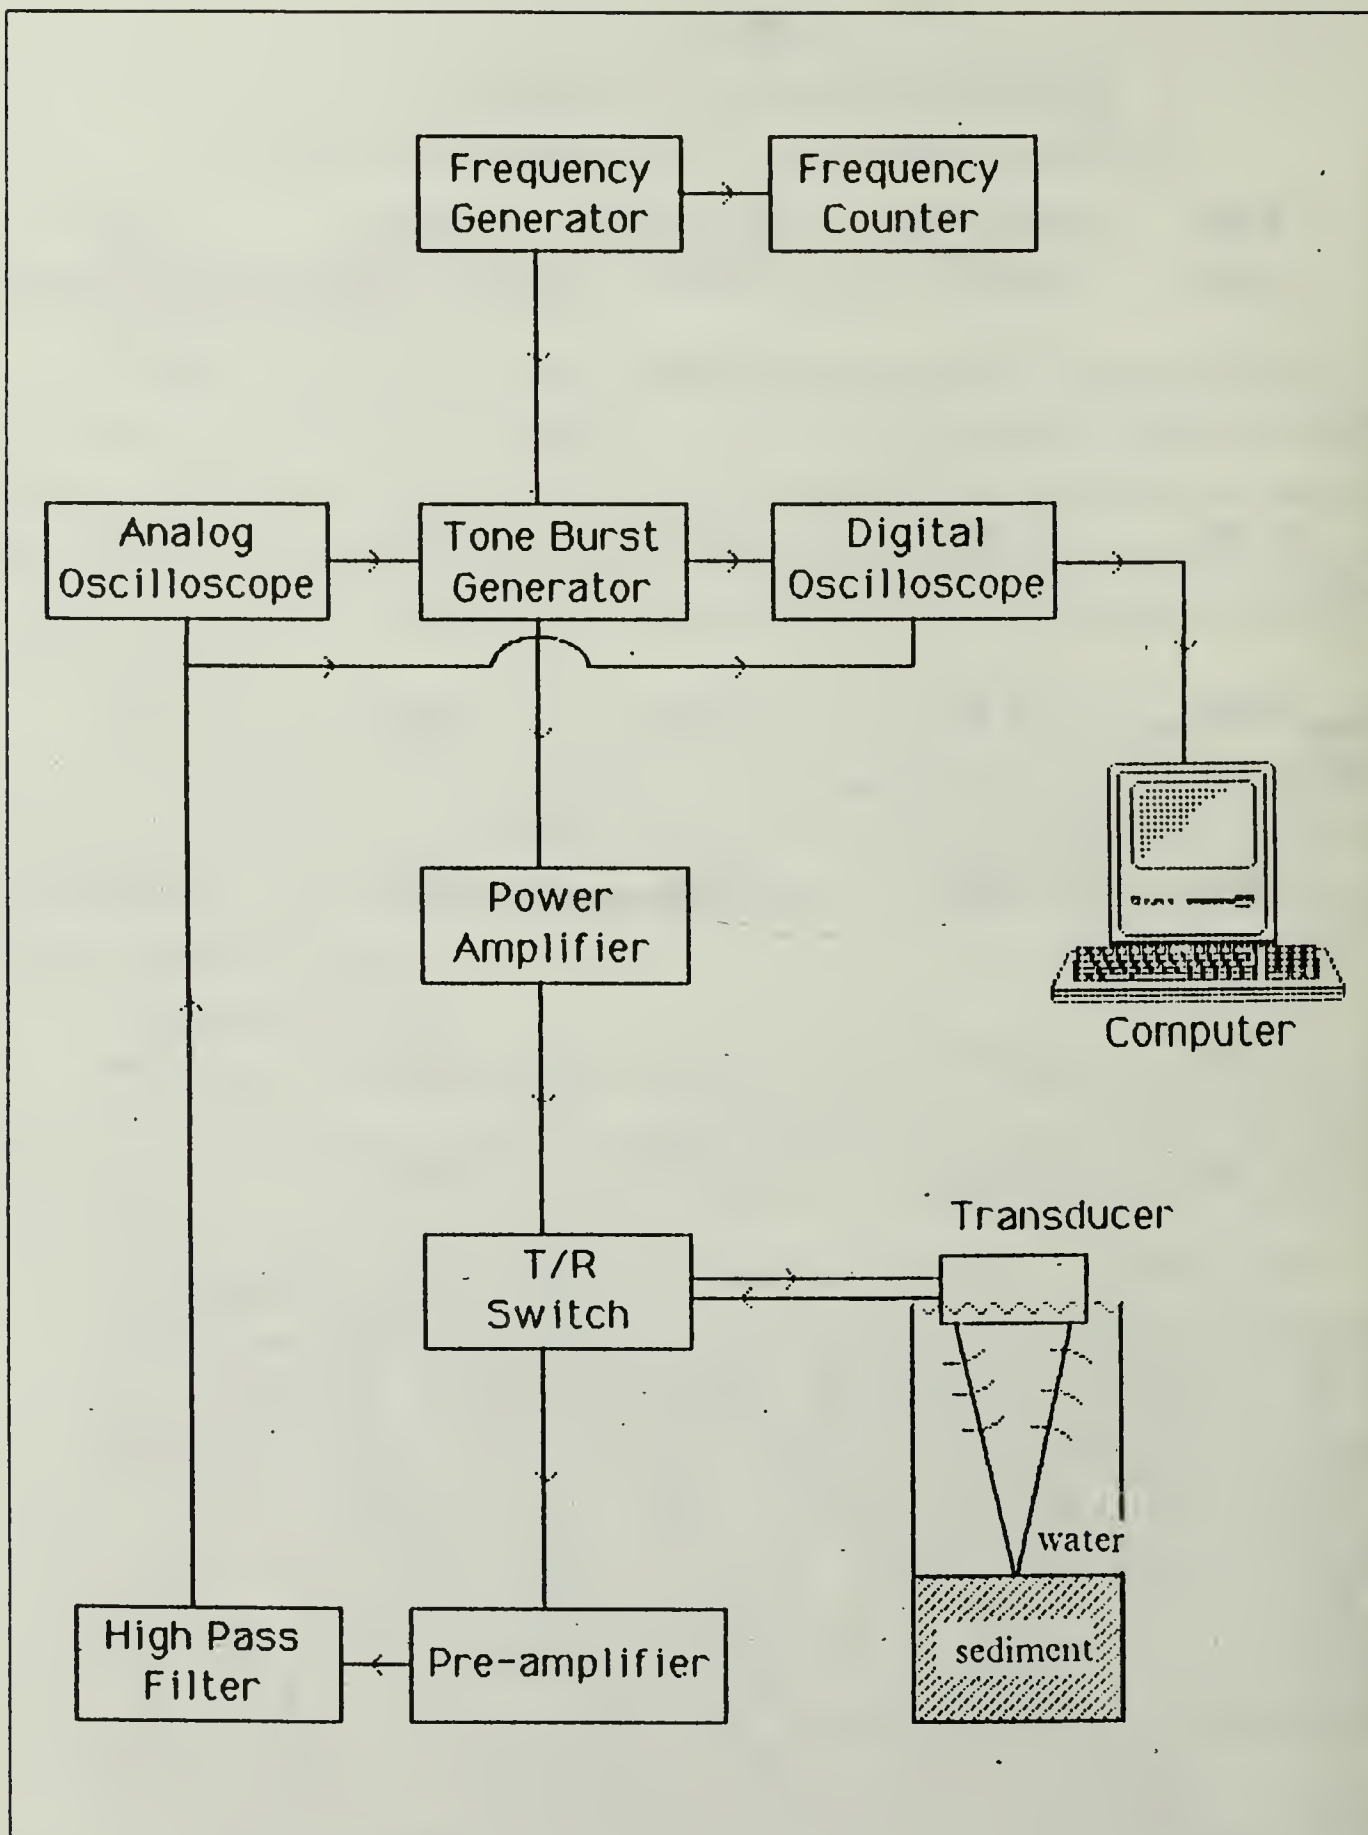 Frequency
Generator
Frequency
Counter
Analog
Oscilloscope
Tone Burst
Generator
Digital
Oscilloscope
Power
Amplifier
Computer
Transducer
T/R
Switch
water
High Pass
Filter
Pre-amplifier
sediment